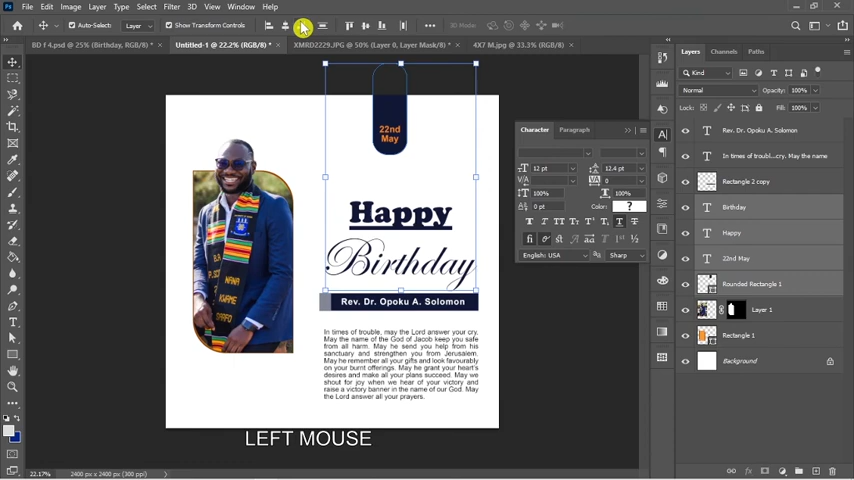 File Edit Image Layer Type Select Filter 3D View Window Help
Auto-Select: Layer Show Transform Controls 3D Mode:
BD f 4.psd @ 25% (Birthday, RGB/8) * × Untitled-1 @ 22.2% (RGB/8) * × XMRD2229.JPG @ 50% (Layer 0, Layer Mask/8) * × 4X7 M.jpg @ 33.3% (RGB/8) ×
22nd
May
Happy
Birthday
Rev. Dr. Opoku A. Solomon
In times of trouble, may the Lord answer your cry.
May the name of the God of Jacob keep you safe
from all harm. May he send you help from his
sanctuary and strengthen you from Jerusalem.
May he remember all your gifts and look favourably
on your burnt offerings. May he grant your heart's
desires and make all your plans succeed. May we
shout for joy when we hear of your victory and
raise a victory banner in the name of our God. May
the Lord answer all your prayers.
NANA
KWAME
LEFT MOUSE
22.17% 2400 px x 2400 px (300 ppi)
Character Paragraph
12 pt 12.4 pt
0
100% 100%
0 pt Color: ?
English: USA Sharp
Layers Channels Paths
Kind
Normal Opacity: 100%
Lock: Fill: 100%
Rev. Dr. Opoku A. Solomon
In times of troubl...cry. May the name
Rectangle 2 copy
Birthday
Happy
22nd May
Rounded Rectangle 1
Layer 1
Rectangle 1
Background